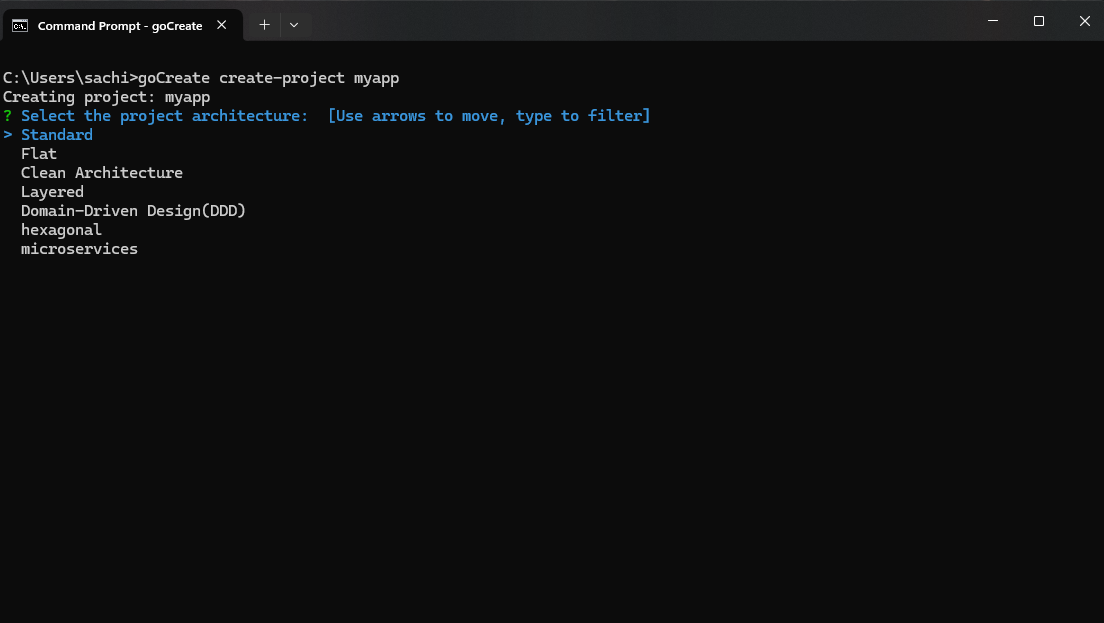 Command Prompt - goCreate
C:\Users\sachi>goCreate create-project myapp
Creating project: myapp
? Select the project architecture:  [Use arrows to move, type to filter]
> Standard
  Flat
  Clean Architecture
  Layered
  Domain-Driven Design(DDD)
  hexagonal
  microservices